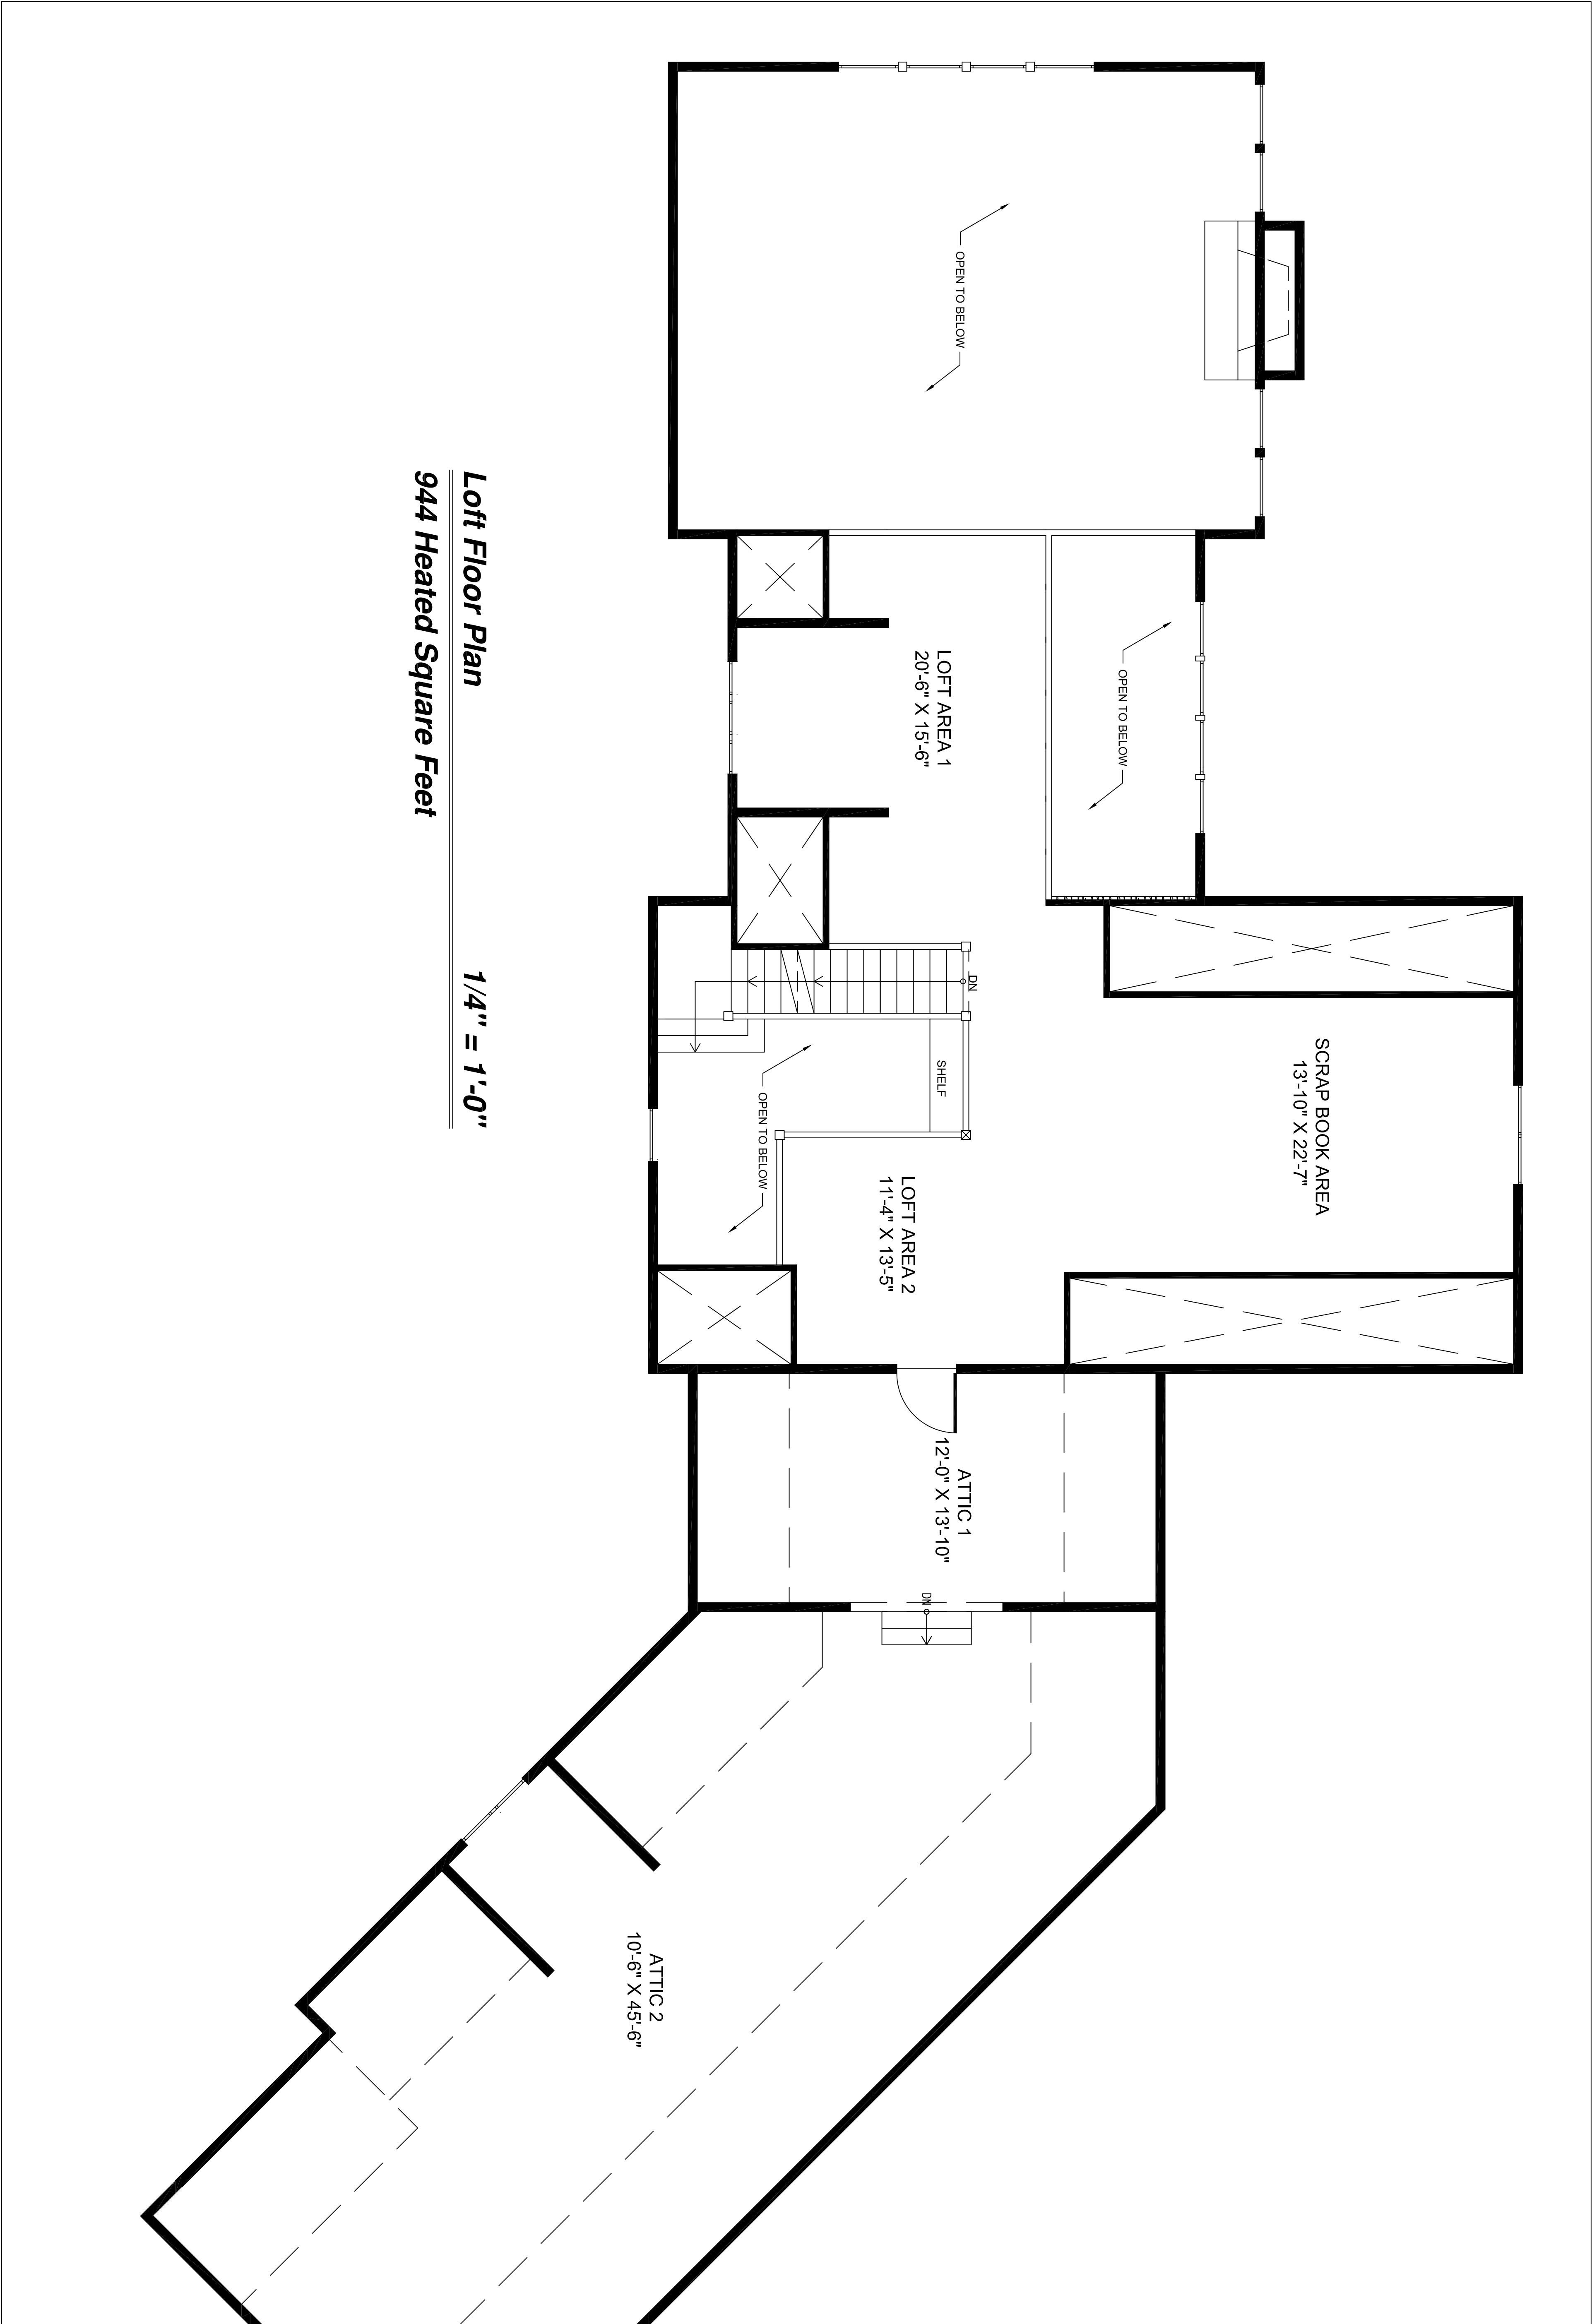 OPEN TO BELOW
OPEN TO BELOW
LOFT AREA 1
20'-6" X 15'-6"
SCRAP BOOK AREA
13'-10" X 22'-7"
DN
SHELF
OPEN TO BELOW
LOFT AREA 2
11'-4" X 13'-5"
ATTIC 1
12'-0" X 13'-10"
DN
ATTIC 2
10'-6" X 45'-6"
Loft Floor Plan 1/4" = 1'-0"
944 Heated Square Feet